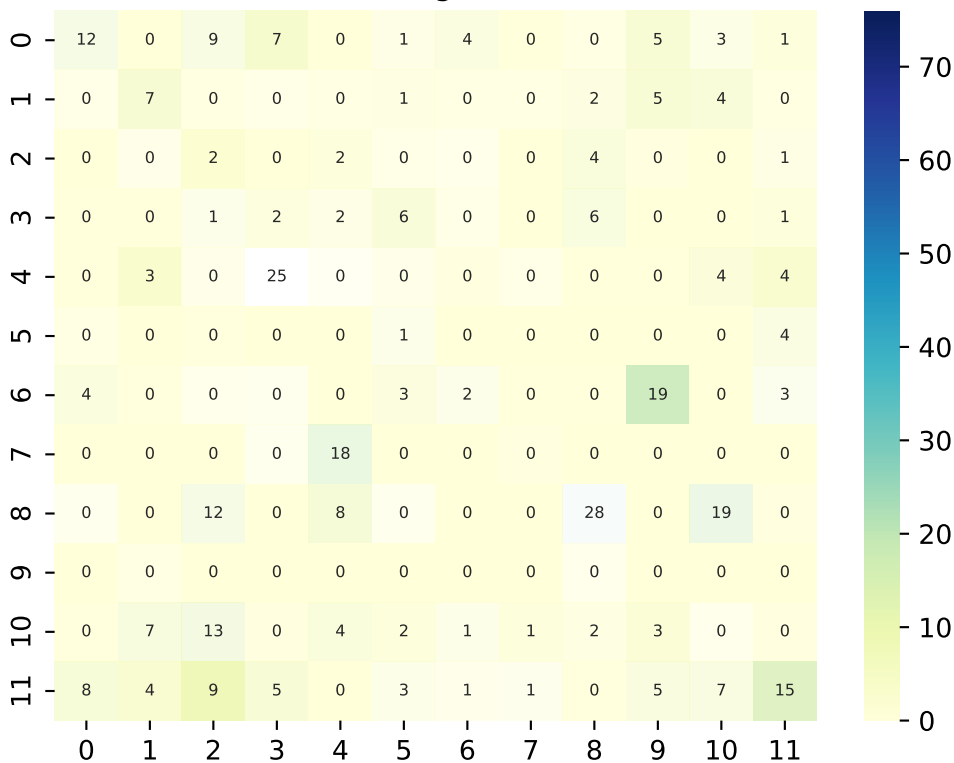 0 12 0 9 7 0 1 4 0 0 5 3 1
1 0 7 0 0 0 1 0 0 2 5 4 0
2 0 0 2 0 2 0 0 0 4 0 0 1
3 0 0 1 2 2 6 0 0 6 0 0 1
4 0 3 0 25 0 0 0 0 0 0 4 4
5 0 0 0 0 0 1 0 0 0 0 0 4
6 4 0 0 0 0 3 2 0 0 19 0 3
7 0 0 0 0 18 0 0 0 0 0 0 0
8 0 0 12 0 8 0 0 0 28 0 19 0
9 0 0 0 0 0 0 0 0 0 0 0 0
10 0 7 13 0 4 2 1 1 2 3 0 0
11 8 4 9 5 0 3 1 1 0 5 7 15
0 1 2 3 4 5 6 7 8 9 10 11
70
60
50
40
30
20
10
0